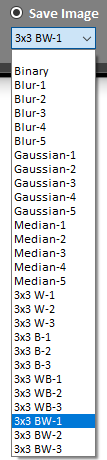 Save Image
3x3 BW-1
Binary
Blur-1
Blur-2
Blur-3
Blur-4
Blur-5
Gaussian-1
Gaussian-2
Gaussian-3
Gaussian-4
Gaussian-5
Median-1
Median-2
Median-3
Median-4
Median-5
3x3 W-1
3x3 W-2
3x3 W-3
3x3 B-1
3x3 B-2
3x3 B-3
3x3 WB-1
3x3 WB-2
3x3 WB-3
3x3 BW-1
3x3 BW-2
3x3 BW-3